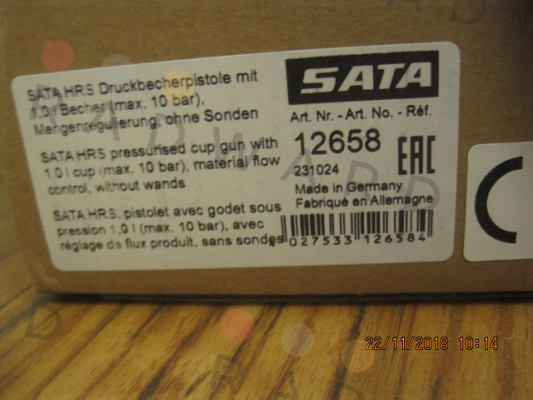 SATA HRS Druckbecherpistole mit
1,0 l Becher (max. 10 bar),
Mengenregulierung, ohne Sonden
SATA HRS pressurised cup gun with
1,0 l cup (max. 10 bar), material flow
control, without wands
SATA HRS, pistolet avec godet sous
pression 1,0 l (max. 10 bar), avec
réglage de flux produit, sans sondes
SATA
Art. Nr. - Art. No. - Réf.
12658
231024
EAC
Made in Germany
Fabriqué en Allemagne
027533 126584
22/11/2018 10:14